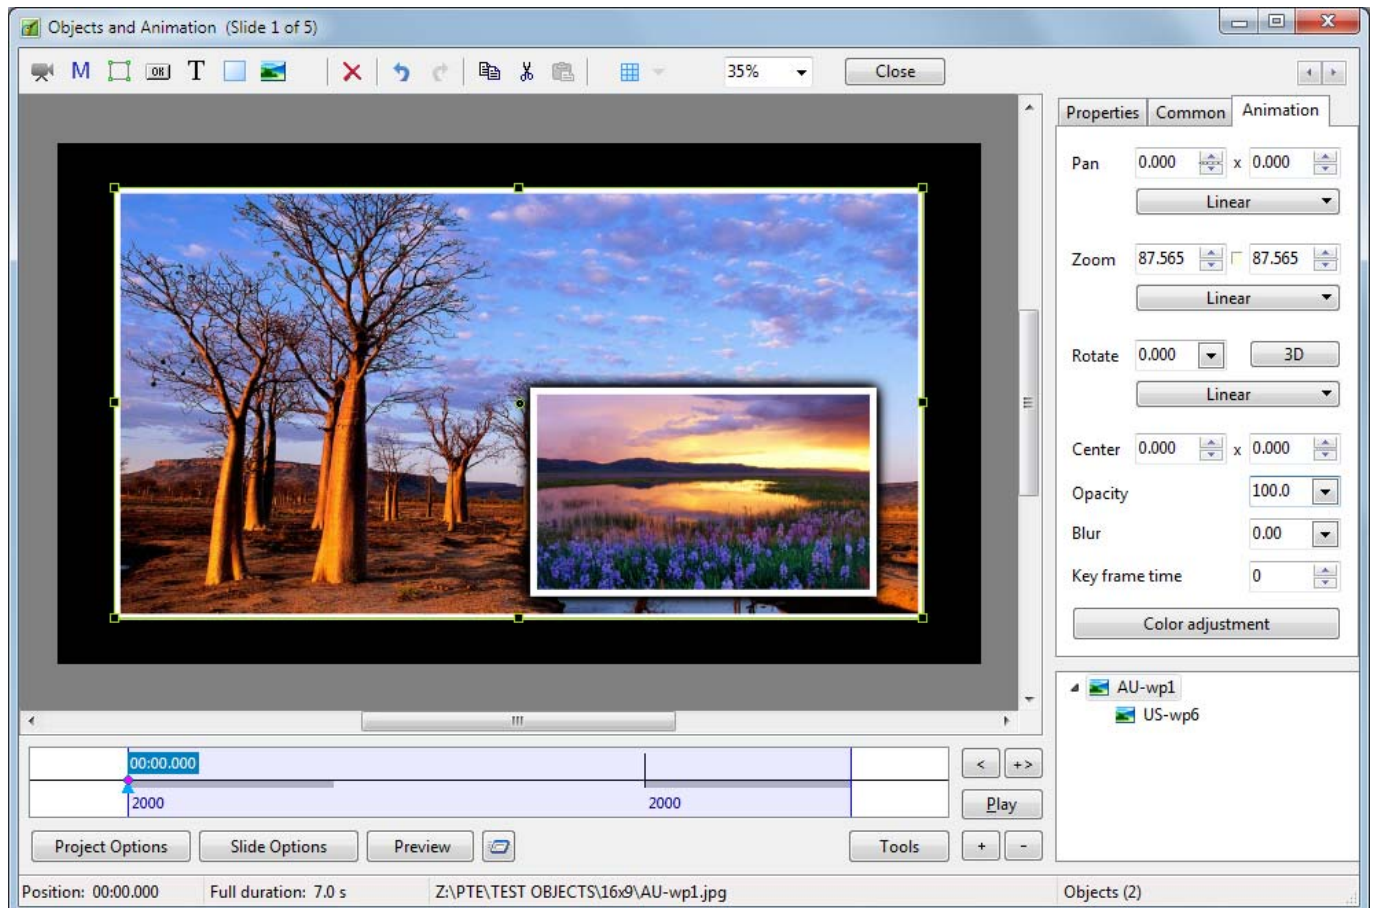 Objects and Animation (Slide 1 of 5)
M OK T 35% Close
Properties Common Animation
Pan 0.000 x 0.000
Linear
Zoom 87.565 87.565
Linear
Rotate 0.000 3D
Linear
Center 0.000 x 0.000
Opacity 100.0
Blur 0.00
Key frame time 0
Color adjustment
AU-wp1
US-wp6
00:00.000
2000 2000
< +>
Play
Project Options Slide Options Preview Tools + -
Position: 00:00.000 Full duration: 7.0 s Z:\PTE\TEST OBJECTS\16x9\AU-wp1.jpg Objects (2)